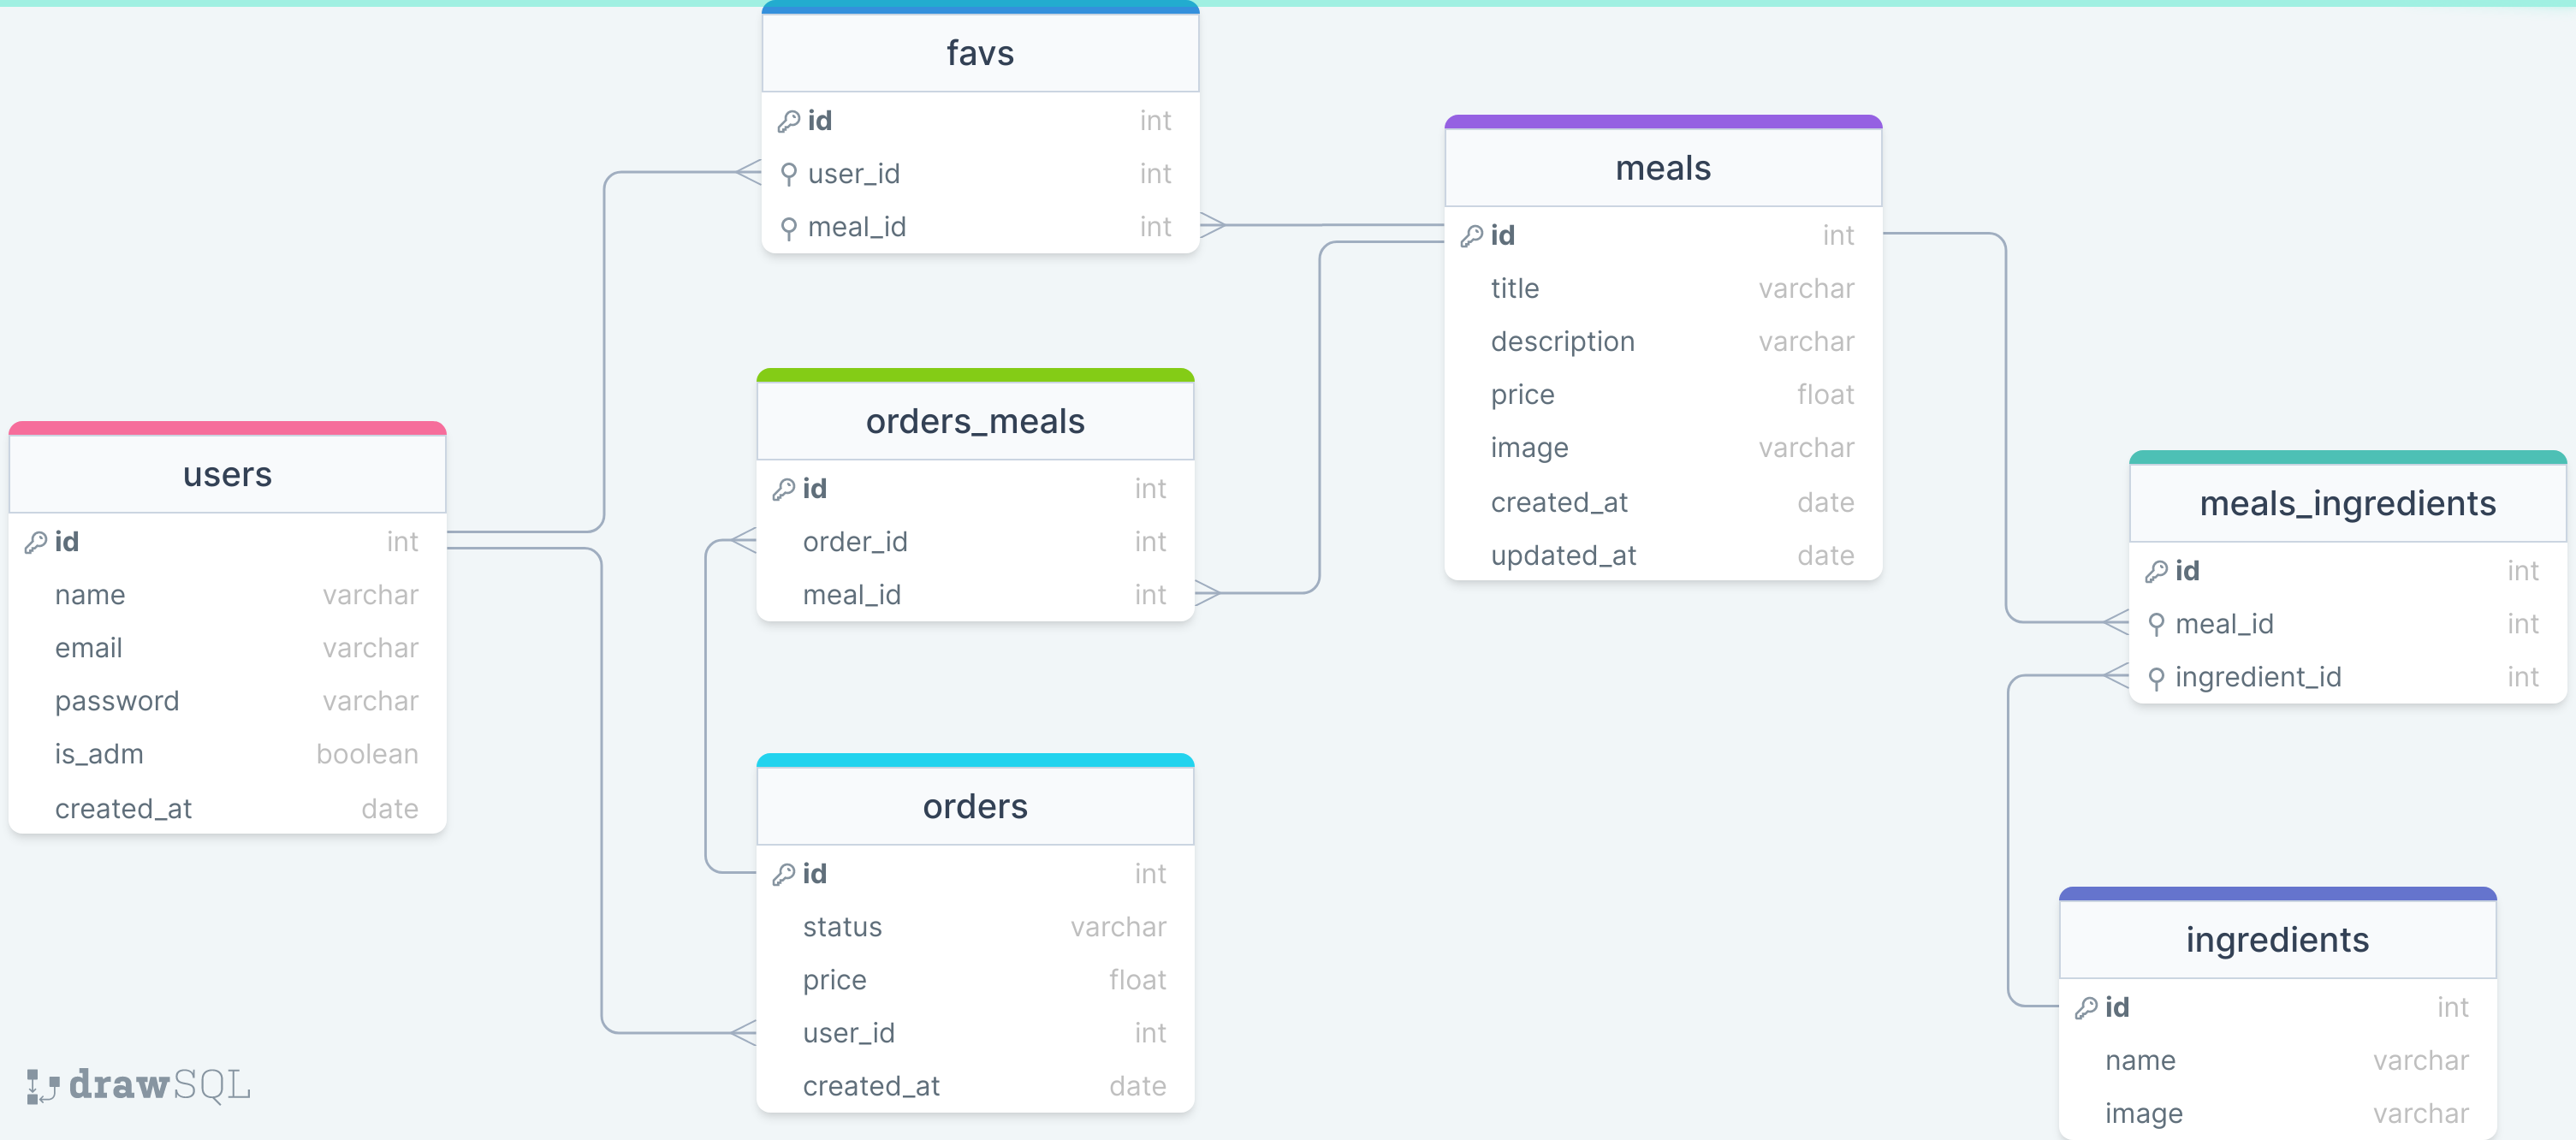 favs
id int
user_id int
meal_id int
meals
id int
title varchar
description varchar
price float
image varchar
created_at date
updated_at date
orders_meals
id int
order_id int
meal_id int
users
id int
name varchar
email varchar
password varchar
is_adm boolean
created_at date
meals_ingredients
id int
meal_id int
ingredient_id int
orders
id int
status varchar
price float
user_id int
created_at date
ingredients
id int
name varchar
image varchar
drawSQL